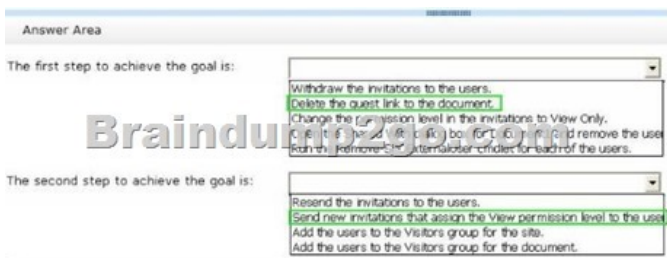 Answer Area
The first step to achieve the goal is:
Withdraw the invitations to the users.
Delete the guest link to the document.
Change the permission level in the invitations to View Only.
and remove the use
Run the Remove- cmdlet for each of the users.
Braindump2go.com
The second step to achieve the goal is:
Resend the invitations to the users.
Send new invitations that assign the View permission level to the use
Add the users to the Visitors group for the site.
Add the users to the Visitors group for the document.